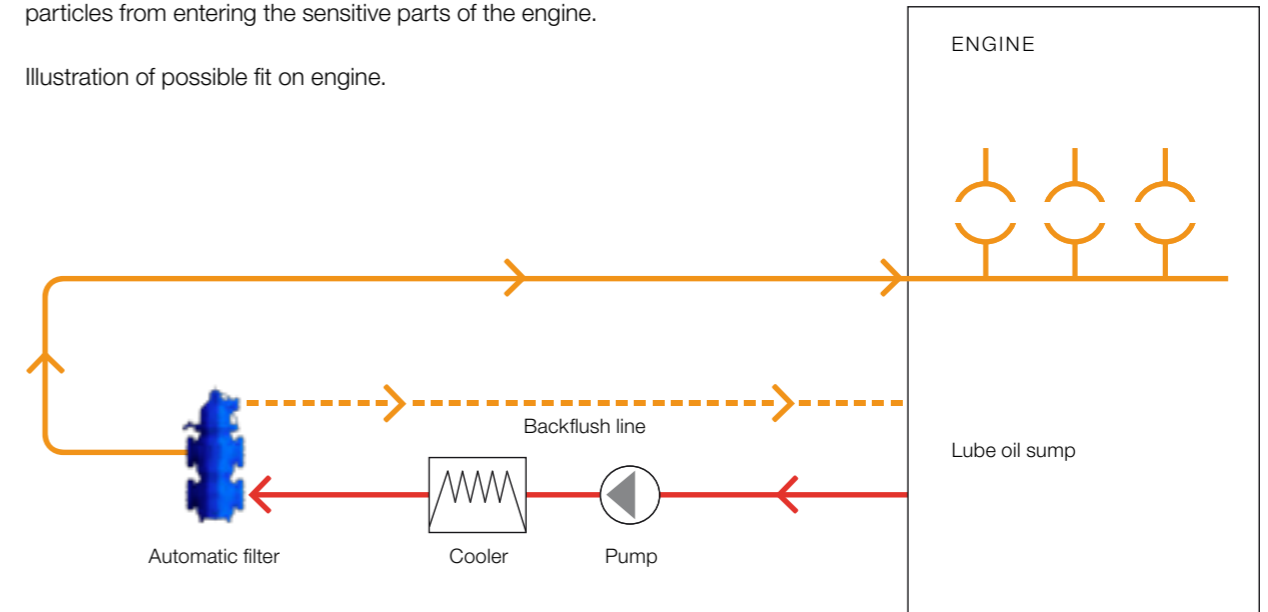 particles from entering the sensitive parts of the engine.
Illustration of possible fit on engine.
ENGINE
Backflush line
Lube oil sump
Automatic filter
Cooler
Pump